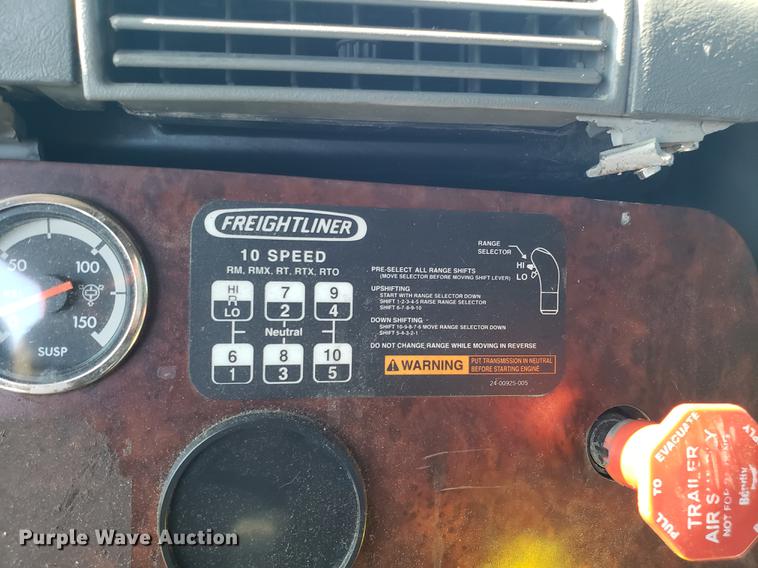 FREIGHTLINER
10 SPEED
RM, RMX, RT, RTX, RTO
HI
R
LO
7
2
9
4
Neutral
6
1
8
3
10
5
RANGE
SELECTOR
HI
LO
PRE-SELECT ALL RANGE SHIFTS
(MOVE SELECTOR BEFORE MOVING SHIFT LEVER)
UPSHIFTING
START WITH RANGE SELECTOR DOWN
SHIFT 1-2-3-4-5 RAISE RANGE SELECTOR
SHIFT 6-7-8-9-10
DOWN SHIFTING
SHIFT 10-9-8-7-6 MOVE RANGE SELECTOR DOWN
SHIFT 5-4-3-2-1
DO NOT CHANGE RANGE WHILE MOVING IN REVERSE
WARNING
PUT TRANSMISSION IN NEUTRAL
BEFORE STARTING ENGINE
24-00925-005
50
100
150
SUSP
PULL TO EVACUATE
TRAILER
AIR
NOT FOR
Purple Wave Auction